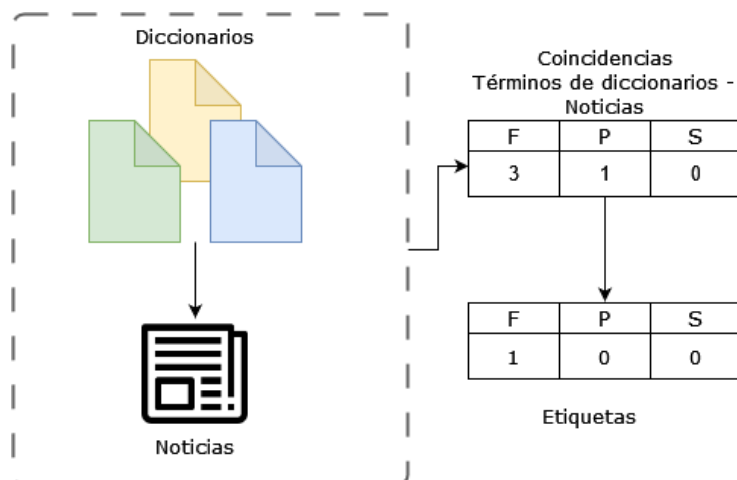 Diccionarios
Noticias
Coincidencias
Términos de diccionarios -
Noticias
F P S
3 1 0
F P S
1 0 0
Etiquetas